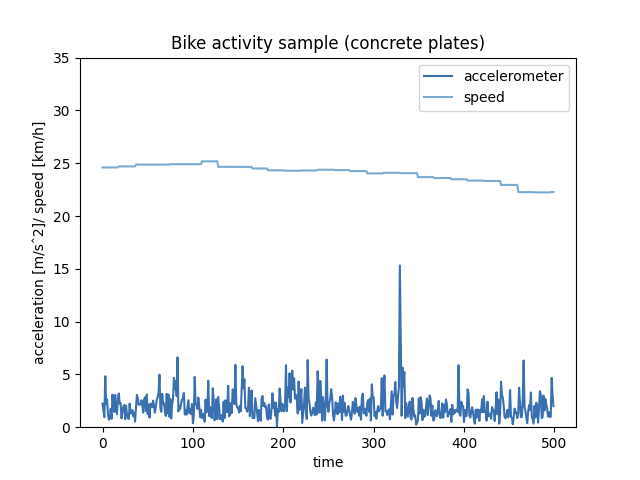 Bike activity sample (concrete plates)
accelerometer
speed
35
30
25
20
15
10
5
0
acceleration [m/sˆ2]/ speed [km/h]
0 100 200 300 400 500
time